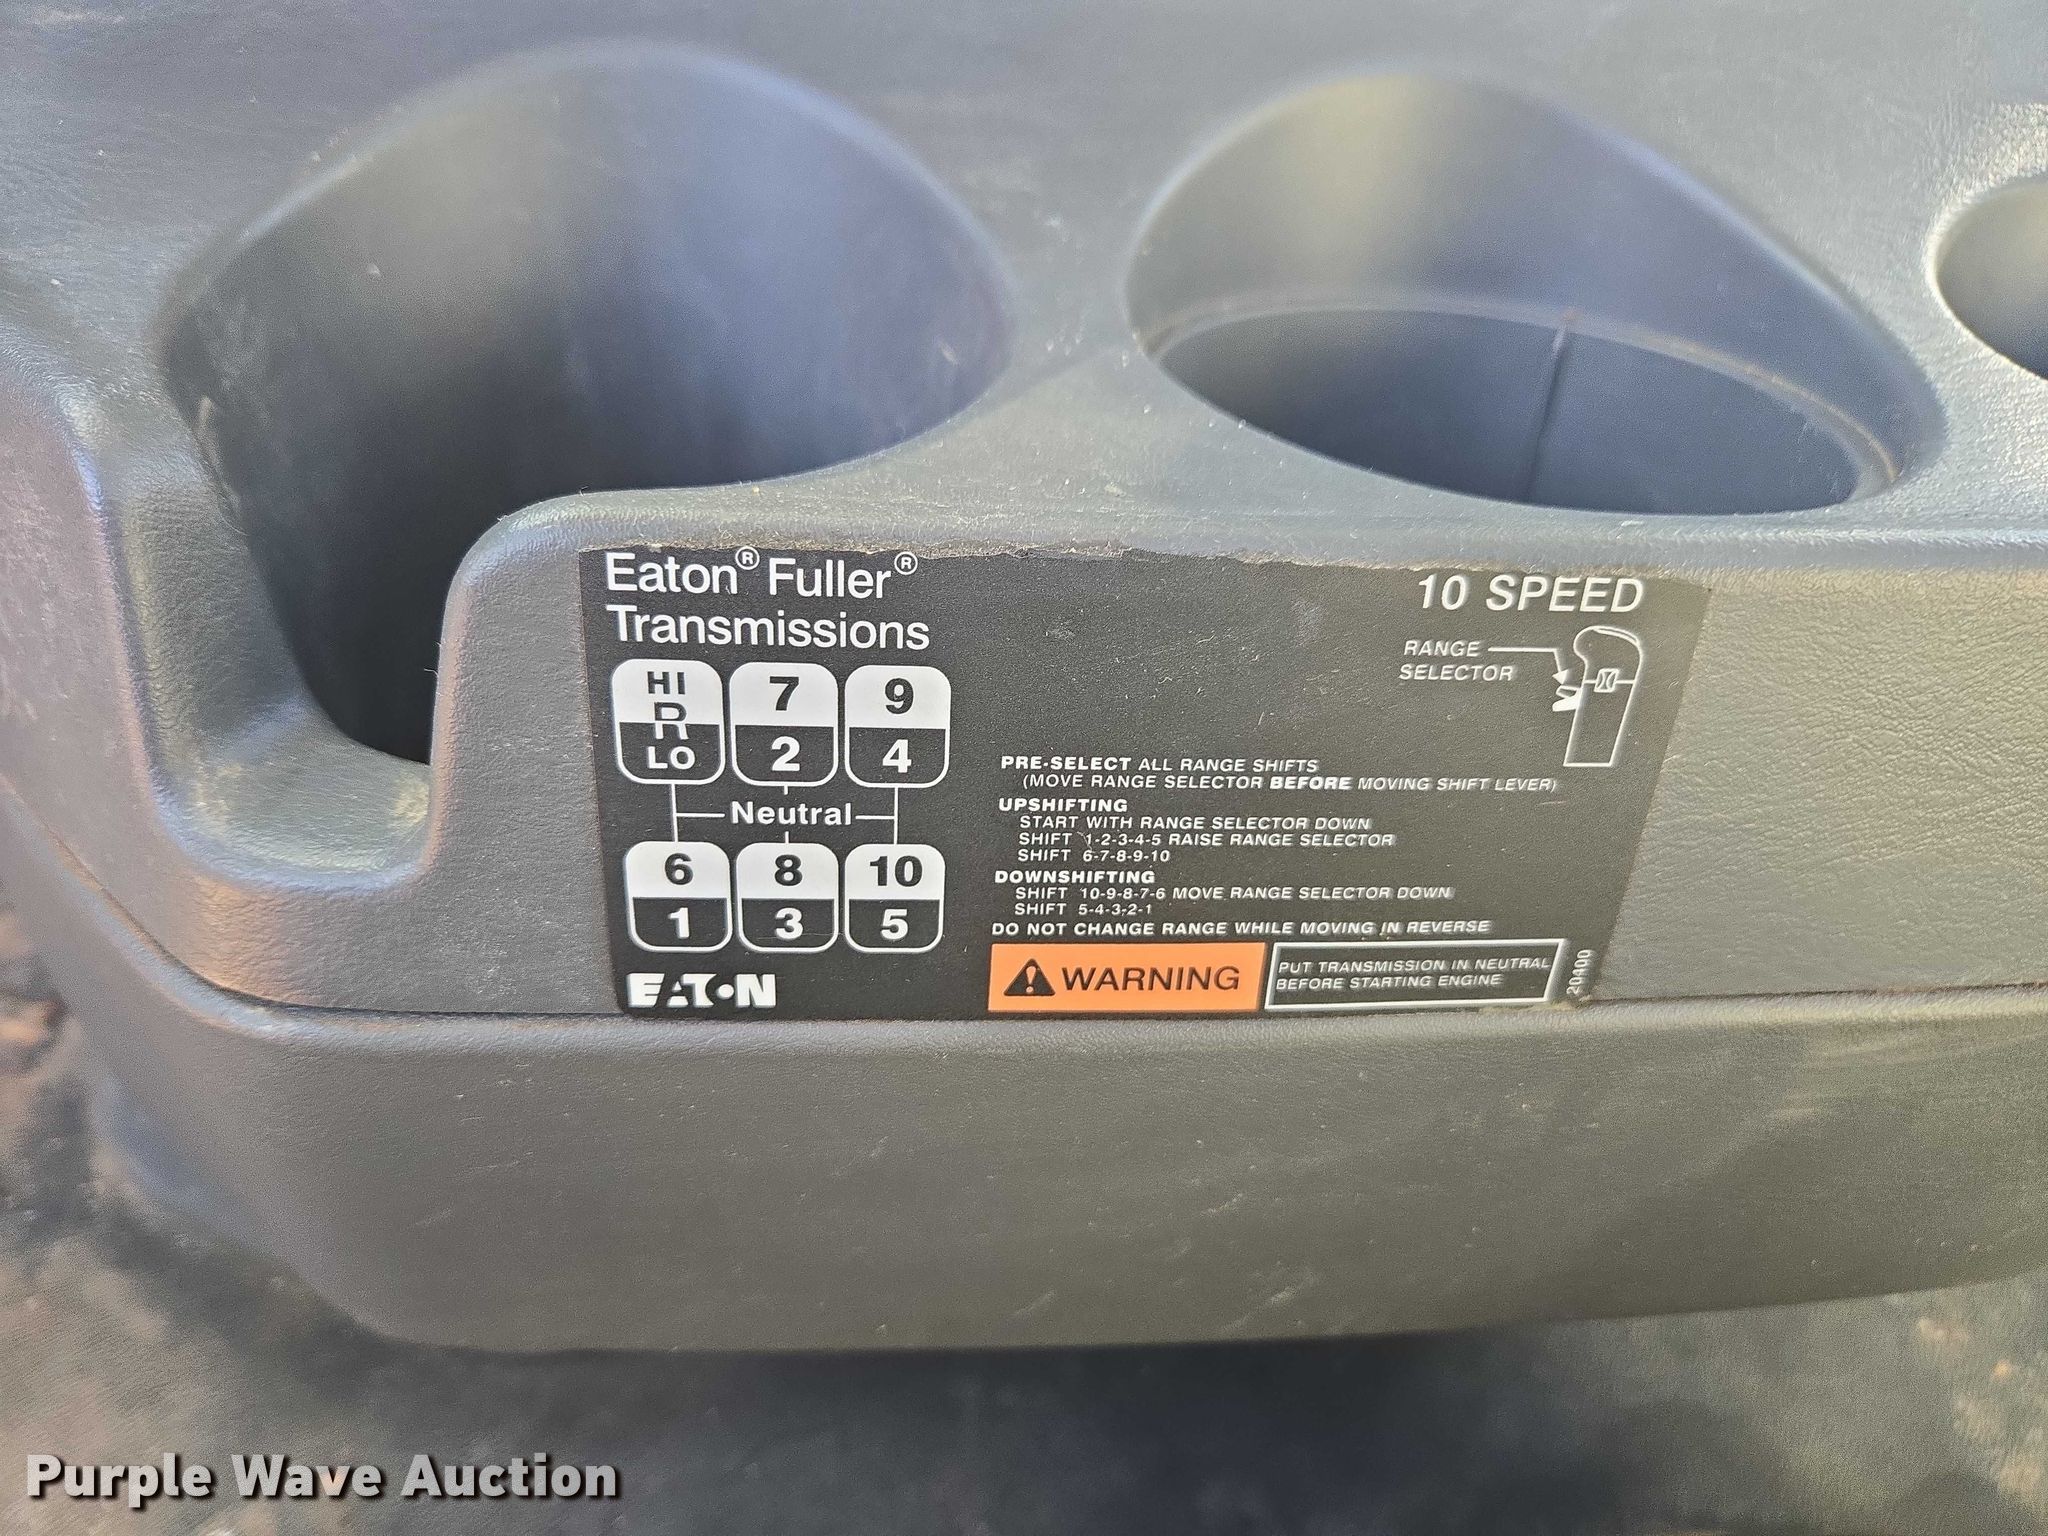 Eaton® Fuller®
Transmissions
10 SPEED
RANGE
SELECTOR
HI
R
LO
7
2
9
4
Neutral
6
1
8
3
10
5
EATON
PRE-SELECT ALL RANGE SHIFTS
(MOVE RANGE SELECTOR BEFORE MOVING SHIFT LEVER)
UPSHIFTING
START WITH RANGE SELECTOR DOWN
SHIFT 1-2-3-4-5 RAISE RANGE SELECTOR
SHIFT 6-7-8-9-10
DOWNSHIFTING
SHIFT 10-9-8-7-6 MOVE RANGE SELECTOR DOWN
SHIFT 5-4-3-2-1
DO NOT CHANGE RANGE WHILE MOVING IN REVERSE
WARNING
PUT TRANSMISSION IN NEUTRAL
BEFORE STARTING ENGINE
20400
Purple Wave Auction